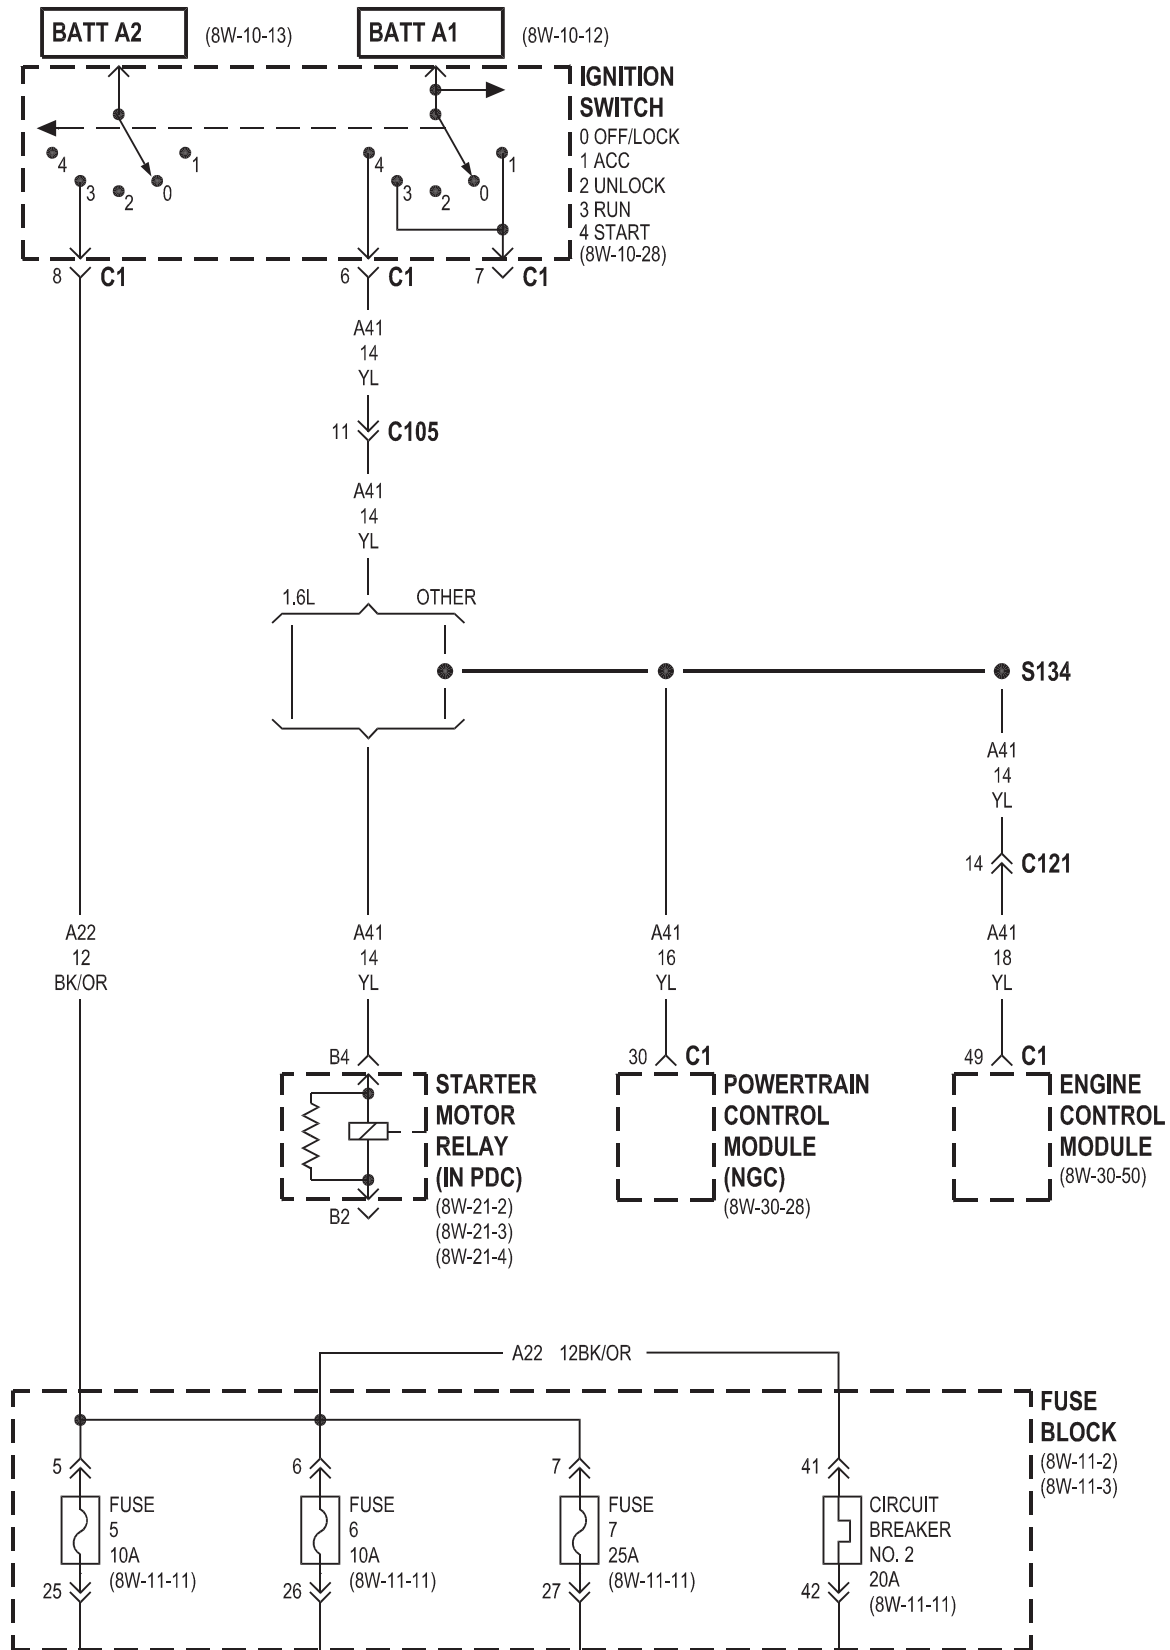 BATT A2
(8W-10-13)
BATT A1
(8W-10-12)
IGNITION
SWITCH
0 OFF/LOCK
1 ACC
2 UNLOCK
3 RUN
4 START
(8W-10-28)
4
3
2
0
1
4
3
2
0
1
8
C1
6
C1
7
C1
A41
14
YL
11
C105
A41
14
YL
1.6L
OTHER
S134
A41
14
YL
14
C121
A22
12
BK/OR
A41
14
YL
A41
16
YL
A41
18
YL
B4
30
C1
49
C1
STARTER
MOTOR
RELAY
(IN PDC)
(8W-21-2)
(8W-21-3)
(8W-21-4)
B2
POWERTRAIN
CONTROL
MODULE
(NGC)
(8W-30-28)
ENGINE
CONTROL
MODULE
(8W-30-50)
A22 12BK/OR
FUSE
BLOCK
(8W-11-2)
(8W-11-3)
5
FUSE
5
10A
(8W-11-11)
25
6
FUSE
6
10A
(8W-11-11)
26
7
FUSE
7
25A
(8W-11-11)
27
41
CIRCUIT
BREAKER
NO. 2
20A
(8W-11-11)
42